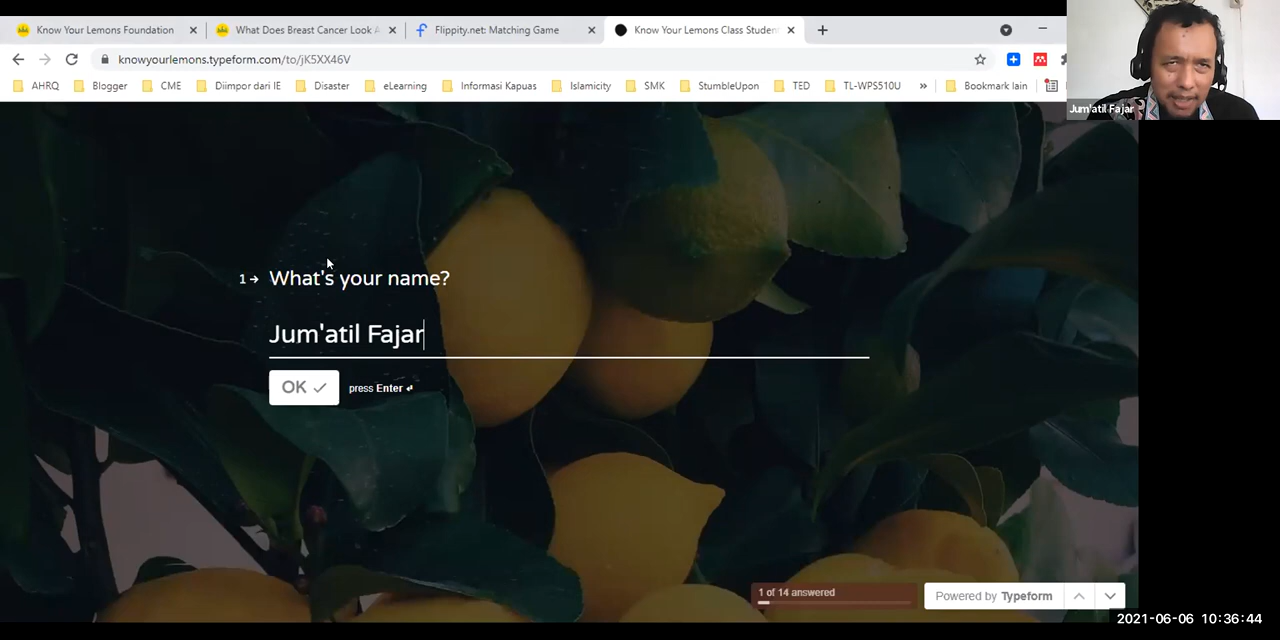 Know Your Lemons Foundation
What Does Breast Cancer Look A
Flippity.net: Matching Game
Know Your Lemons Class Studen
knowyourlemons.typeform.com/to/jK5XX46V
AHRQ
Blogger
CME
Diimpor dari IE
Disaster
eLearning
Informasi Kapuas
Islamicity
SMK
StumbleUpon
TED
TL-WPS510U
»
Bookmark lain
Jum'atil Fajar
1→ What's your name?
Jum'atil Fajar
OK ✓ press Enter ↵
1 of 14 answered
Powered by Typeform
2021-06-06 10:36:44